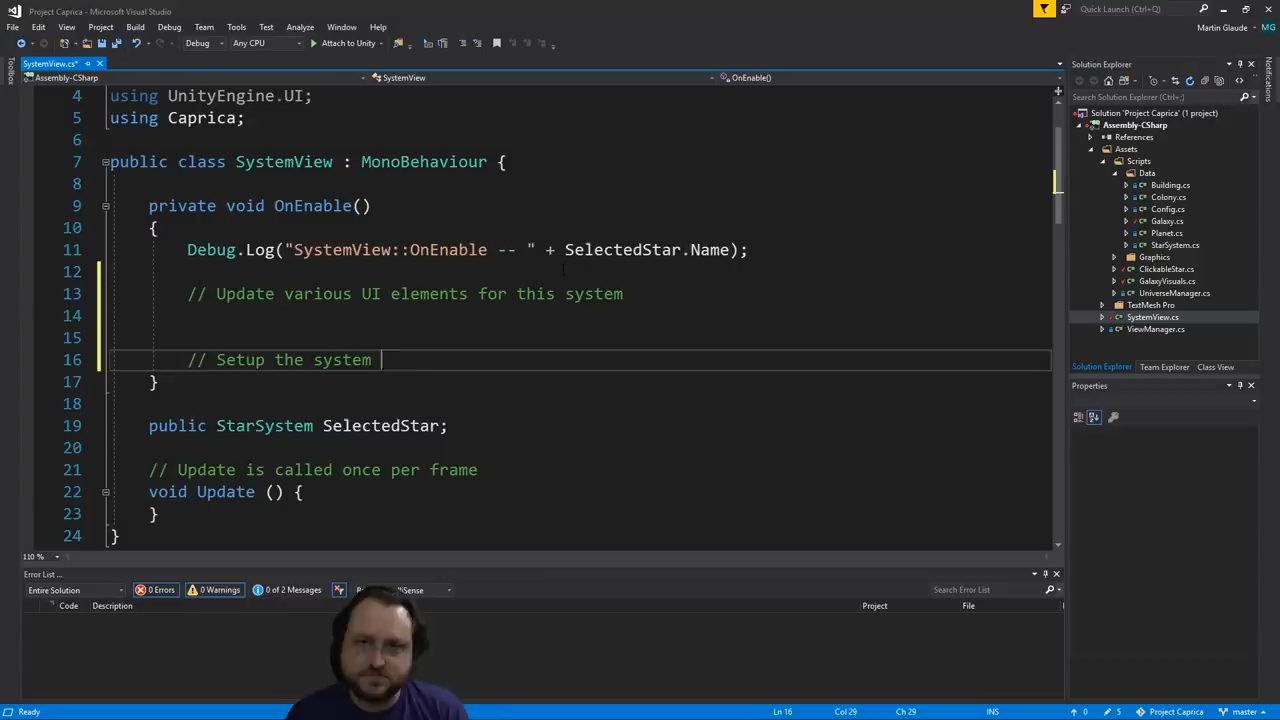 Project Caprica - Microsoft Visual Studio
Quick Launch (Ctrl+Q)
File Edit View Project Build Debug Team Tools Test Analyze Window Help
Martin Glaude MG
Debug Any CPU Attach to Unity
SystemView.cs*
Assembly-CSharp SystemView OnEnable()
Toolbox
Notifications
4 using UnityEngine.UI;
5 using Caprica;
6
7 public class SystemView : MonoBehaviour {
8
9 private void OnEnable()
10 {
11 Debug.Log("SystemView::OnEnable -- " + SelectedStar.Name);
12
13 // Update various UI elements for this system
14
15
16 // Setup the system
17 }
18
19 public StarSystem SelectedStar;
20
21 // Update is called once per frame
22 void Update () {
23 }
24 }
110 %
Solution Explorer
Search Solution Explorer (Ctrl+;)
Solution 'Project Caprica' (1 project)
Assembly-CSharp
References
Assets
Scripts
Data
Building.cs
Colony.cs
Config.cs
Galaxy.cs
Planet.cs
StarSystem.cs
Graphics
ClickableStar.cs
GalaxyVisuals.cs
UniverseManager.cs
TextMesh Pro
SystemView.cs
ViewManager.cs
Solution Explorer Team Explorer Class View
Properties
Error List ...
Entire Solution 0 Errors 0 Warnings 0 of 2 Messages
Search Error List
Code Description Project File
Ready Ln 16 Col 29 Ch 29 INS 0 5 Project Caprica master